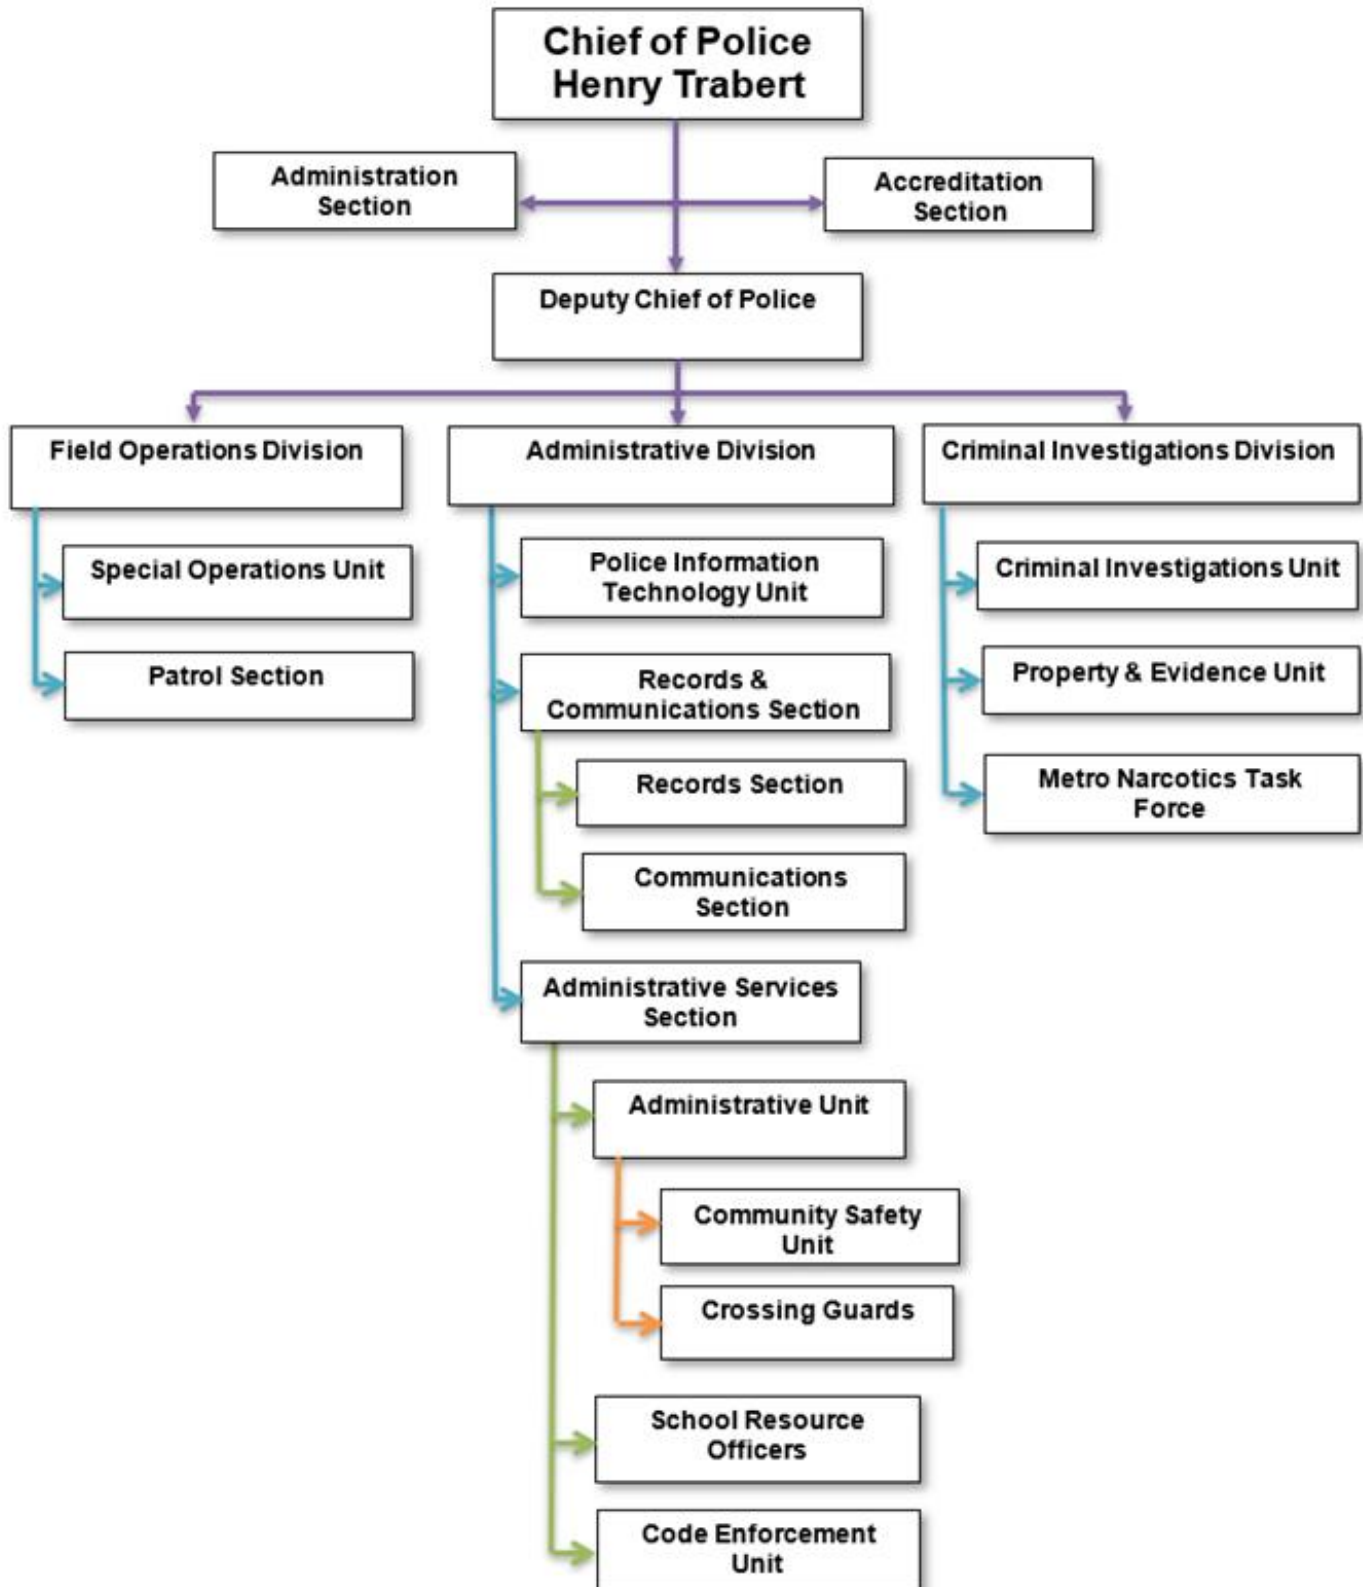 Chief of Police
Henry Trabert
Administration
Section
Accreditation
Section
Deputy Chief of Police
Field Operations Division
Special Operations Unit
Patrol Section
Administrative Division
Police Information
Technology Unit
Records &
Communications Section
Records Section
Communications
Section
Administrative Services
Section
Administrative Unit
Community Safety
Unit
Crossing Guards
School Resource
Officers
Code Enforcement
Unit
Criminal Investigations Division
Criminal Investigations Unit
Property & Evidence Unit
Metro Narcotics Task
Force